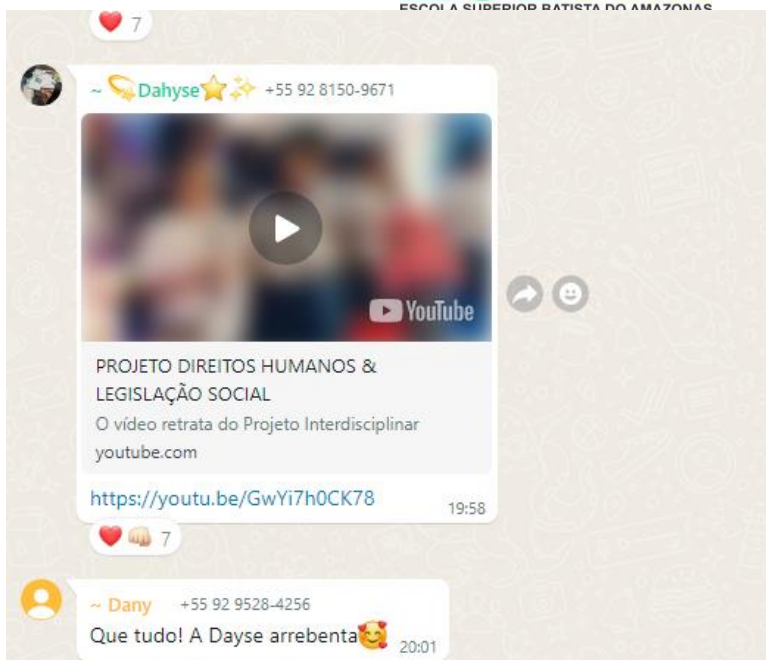 ESCOLA SUPERIOR BATISTA DO AMAZONAS
❤️ 7
~ 💫Dahyse⭐✨ +55 92 8150-9671
YouTube
PROJETO DIREITOS HUMANOS &
LEGISLAÇÃO SOCIAL
O vídeo retrata do Projeto Interdisciplinar
youtube.com
https://youtu.be/GwYi7h0CK78
19:58
❤️👊🏻 7
~ Dany +55 92 9528-4256
Que tudo! A Dayse arrebenta🥰 20:01